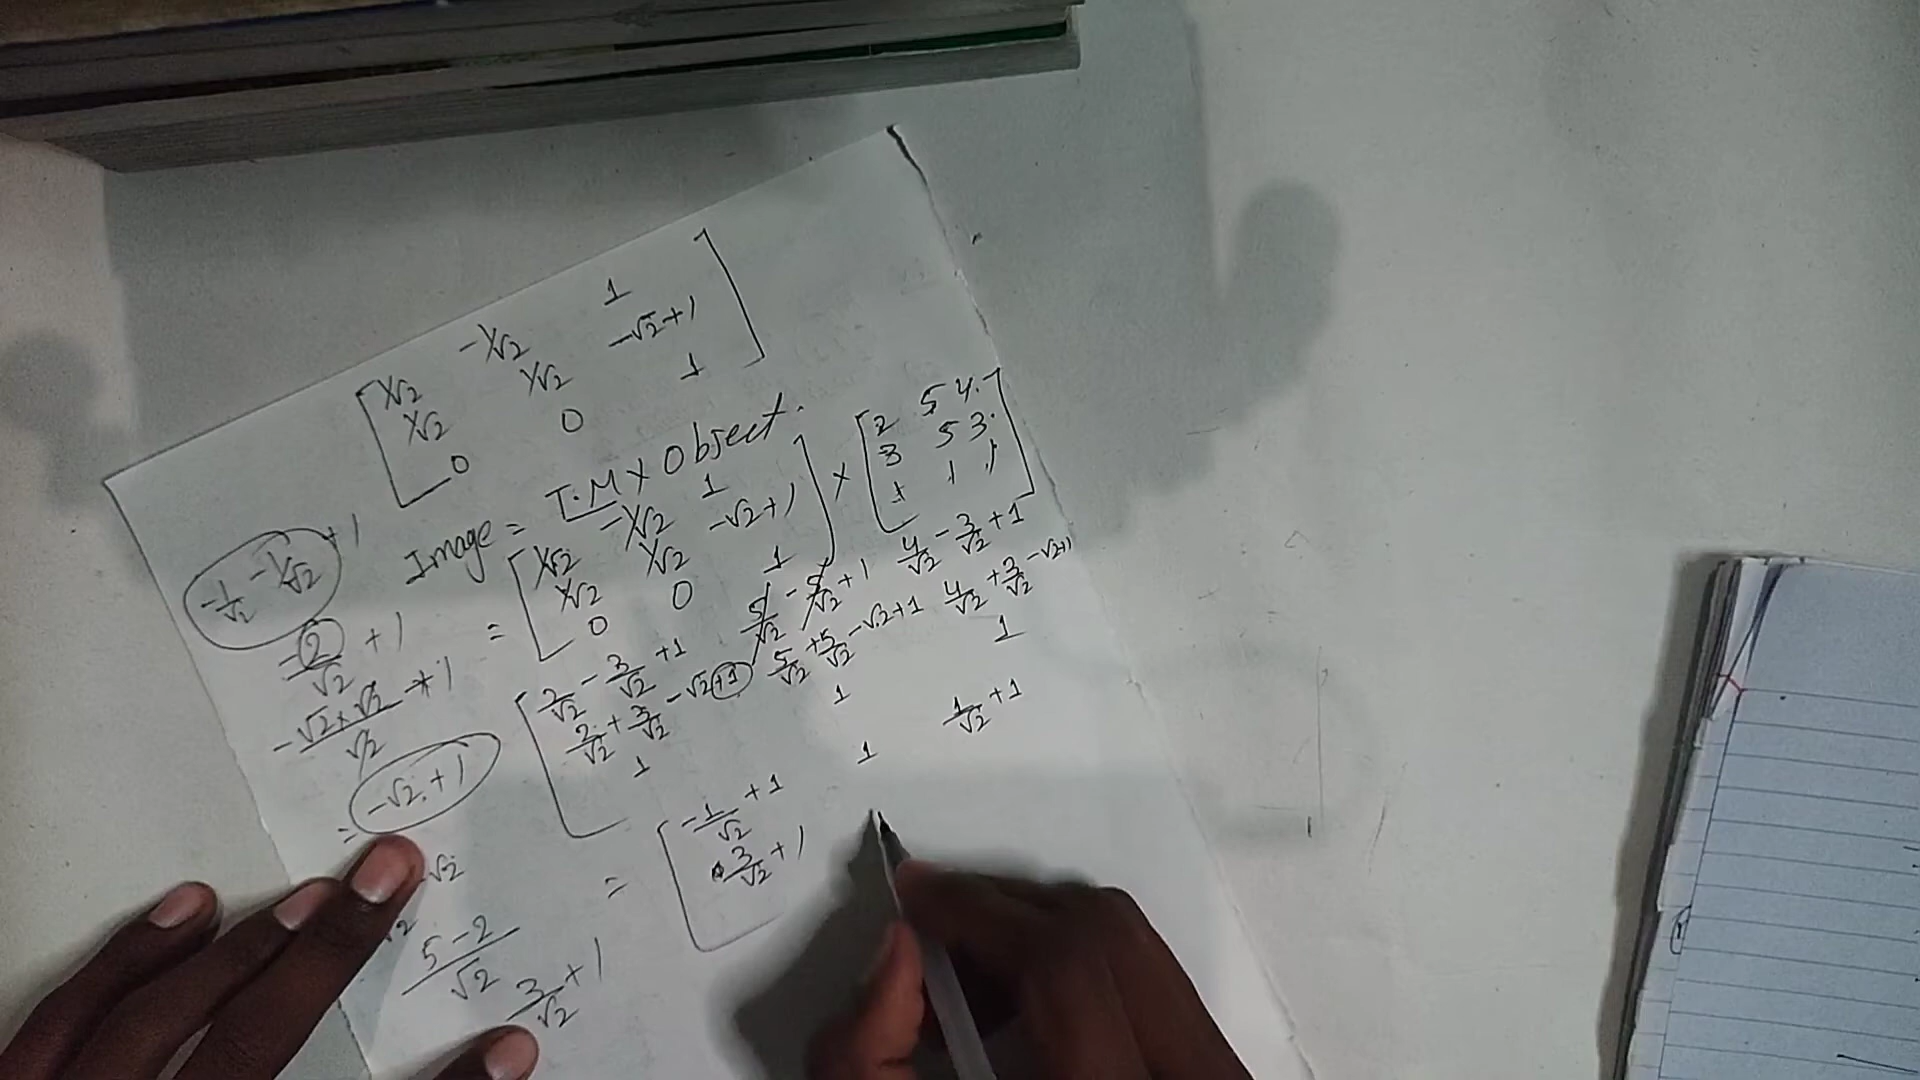 1/√2 -1/√2 1
1/√2 1/√2 -√2+1
0 0 1
Image = T.M x Object.
= [1/√2 -1/√2 1
1/√2 1/√2 -√2+1
0 0 1] x [2 5 4
3 5 3
1 1 1]
[2/√2 - 3/√2 +1 5/√2 - 5/√2 +1 4/√2 - 3/√2 +1
2/√2 + 3/√2 - √2+1 5/√2 + 5/√2 - √2+1 4/√2 + 3/√2 - √2+1
1 1 1
= [-1/√2 +1 1 1/√2 +1
3/√2 +1
-1/√2 - 1/√2 +1
= -2/√2 +1
-√2x√2/√2 +1
= -√2+1
√2
√2
5-2/√2
3/√2 +1